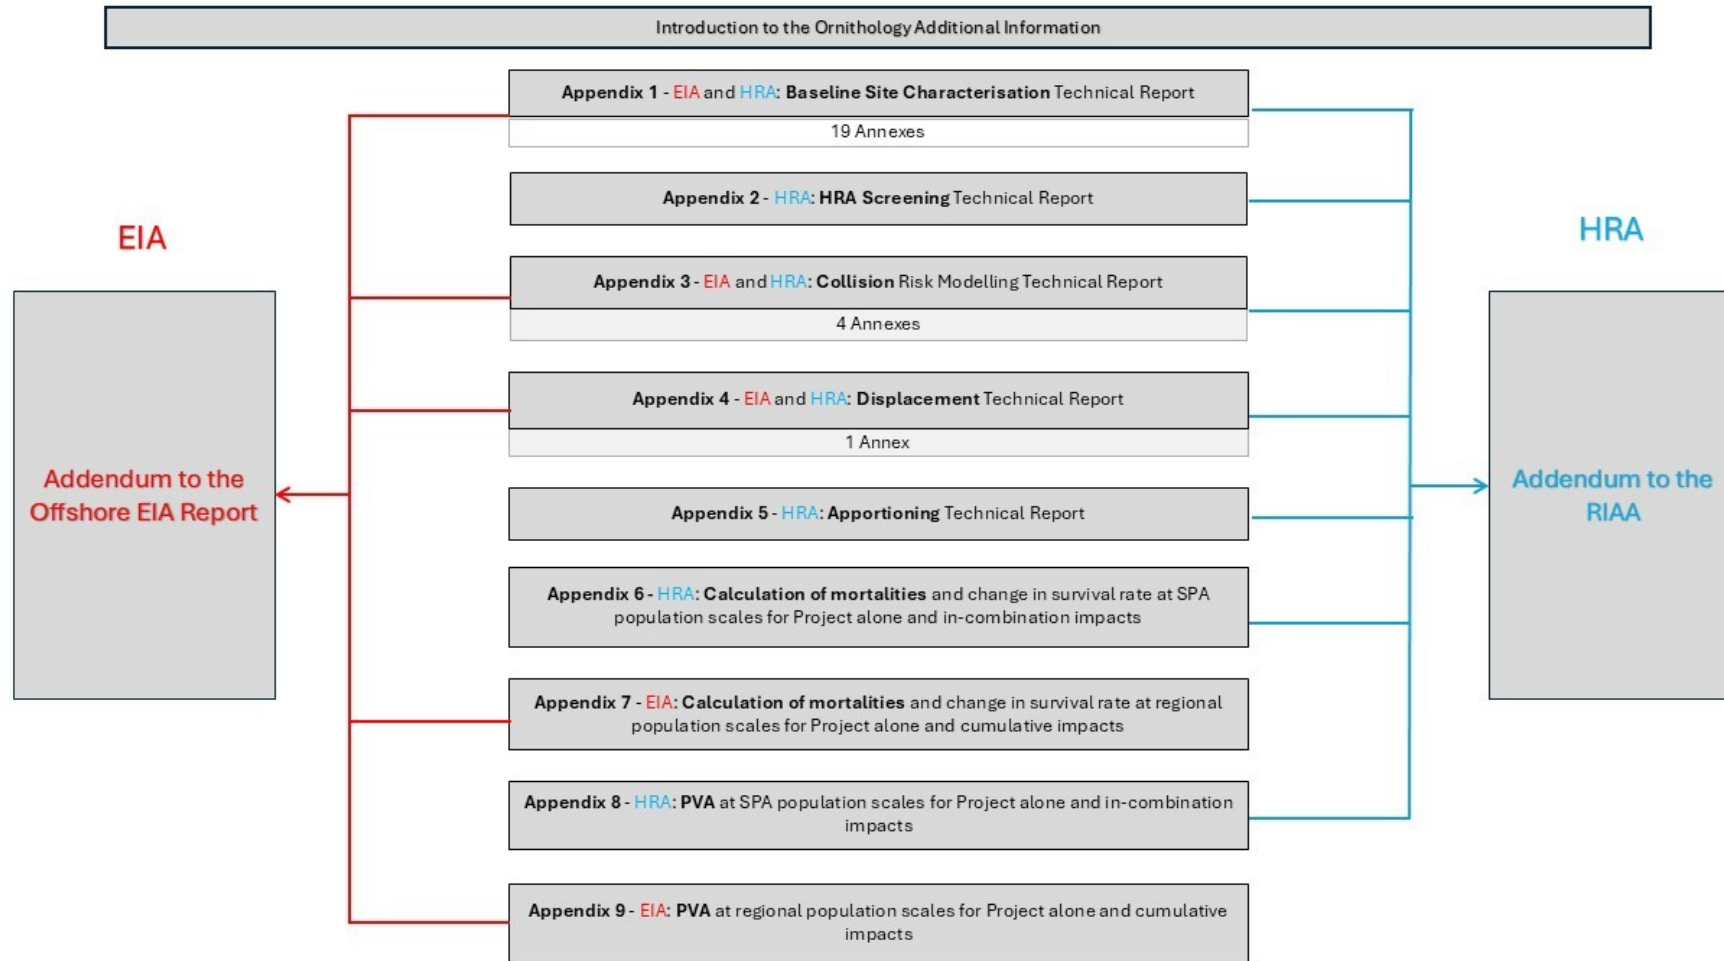 Introduction to the Ornithology Additional Information
Appendix 1 - EIA and HRA: Baseline Site Characterisation Technical Report
19 Annexes
Appendix 2 - HRA: HRA Screening Technical Report
EIA
HRA
Appendix 3 - EIA and HRA: Collision Risk Modelling Technical Report
4 Annexes
Appendix 4 - EIA and HRA: Displacement Technical Report
1 Annex
Addendum to the
Offshore EIA Report
Addendum to the
RIAA
Appendix 5 - HRA: Apportioning Technical Report
Appendix 6 - HRA: Calculation of mortalities and change in survival rate at SPA
population scales for Project alone and in-combination impacts
Appendix 7 - EIA: Calculation of mortalities and change in survival rate at regional
population scales for Project alone and cumulative impacts
Appendix 8 - HRA: PVA at SPA population scales for Project alone and in-combination
impacts
Appendix 9 - EIA: PVA at regional population scales for Project alone and cumulative
impacts